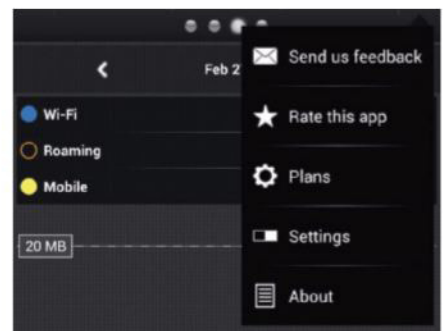 Feb 2
Wi-Fi
Roaming
Mobile
20 MB
Send us feedback
Rate this app
Plans
Settings
About